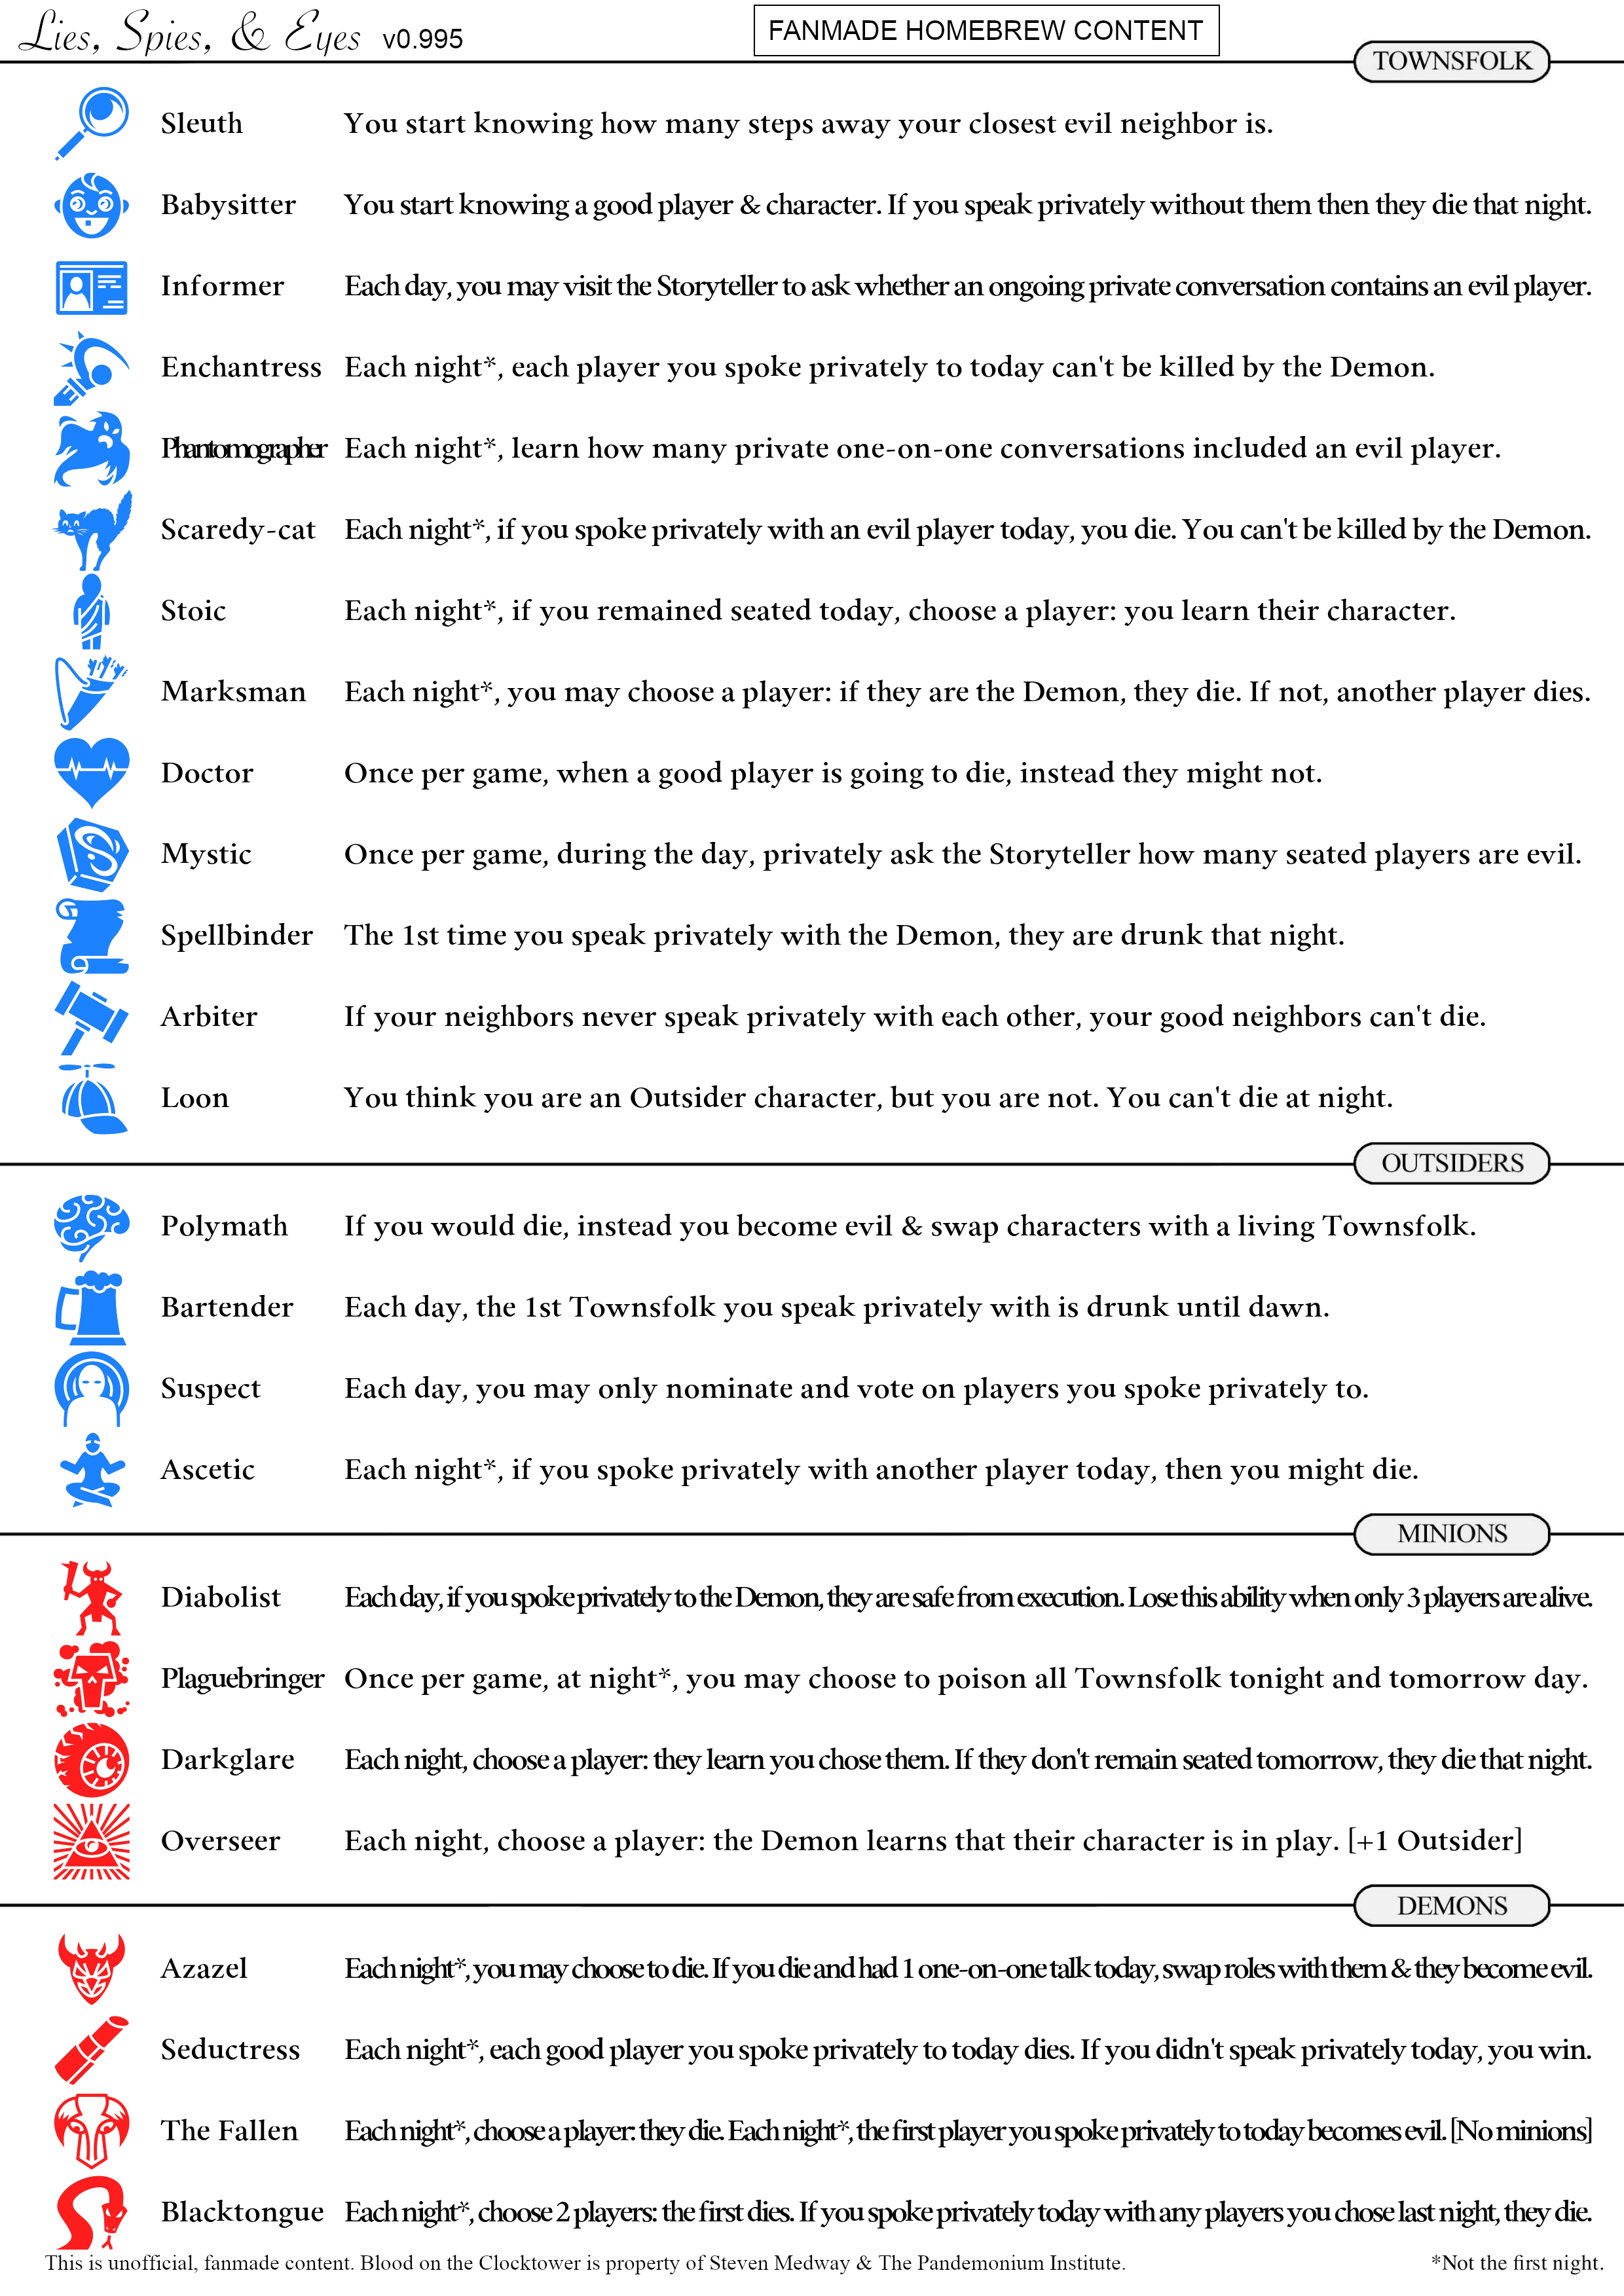 Lies, Spies, & Eyes v0.995
FANMADE HOMEBREW CONTENT
TOWNSFOLK
Sleuth You start knowing how many steps away your closest evil neighbor is.
Babysitter You start knowing a good player & character. If you speak privately without them then they die that night.
Informer Each day, you may visit the Storyteller to ask whether an ongoing private conversation contains an evil player.
Enchantress Each night*, each player you spoke privately to today can't be killed by the Demon.
Phantomographer Each night*, learn how many private one-on-one conversations included an evil player.
Scaredy-cat Each night*, if you spoke privately with an evil player today, you die. You can't be killed by the Demon.
Stoic Each night*, if you remained seated today, choose a player: you learn their character.
Marksman Each night*, you may choose a player: if they are the Demon, they die. If not, another player dies.
Doctor Once per game, when a good player is going to die, instead they might not.
Mystic Once per game, during the day, privately ask the Storyteller how many seated players are evil.
Spellbinder The 1st time you speak privately with the Demon, they are drunk that night.
Arbiter If your neighbors never speak privately with each other, your good neighbors can't die.
Loon You think you are an Outsider character, but you are not. You can't die at night.
OUTSIDERS
Polymath If you would die, instead you become evil & swap characters with a living Townsfolk.
Bartender Each day, the 1st Townsfolk you speak privately with is drunk until dawn.
Suspect Each day, you may only nominate and vote on players you spoke privately to.
Ascetic Each night*, if you spoke privately with another player today, then you might die.
MINIONS
Diabolist Each day, if you spoke privately to the Demon, they are safe from execution. Lose this ability when only 3 players are alive.
Plaguebringer Once per game, at night*, you may choose to poison all Townsfolk tonight and tomorrow day.
Darkglare Each night, choose a player: they learn you chose them. If they don't remain seated tomorrow, they die that night.
Overseer Each night, choose a player: the Demon learns that their character is in play. [+1 Outsider]
DEMONS
Azazel Each night*, you may choose to die. If you die and had 1 one-on-one talk today, swap roles with them & they become evil.
Seductress Each night*, each good player you spoke privately to today dies. If you didn't speak privately today, you win.
The Fallen Each night*, choose a player: they die. Each night*, the first player you spoke privately to today becomes evil. [No minions]
Blacktongue Each night*, choose 2 players: the first dies. If you spoke privately today with any players you chose last night, they die.
This is unofficial, fanmade content. Blood on the Clocktower is property of Steven Medway & The Pandemonium Institute. *Not the first night.